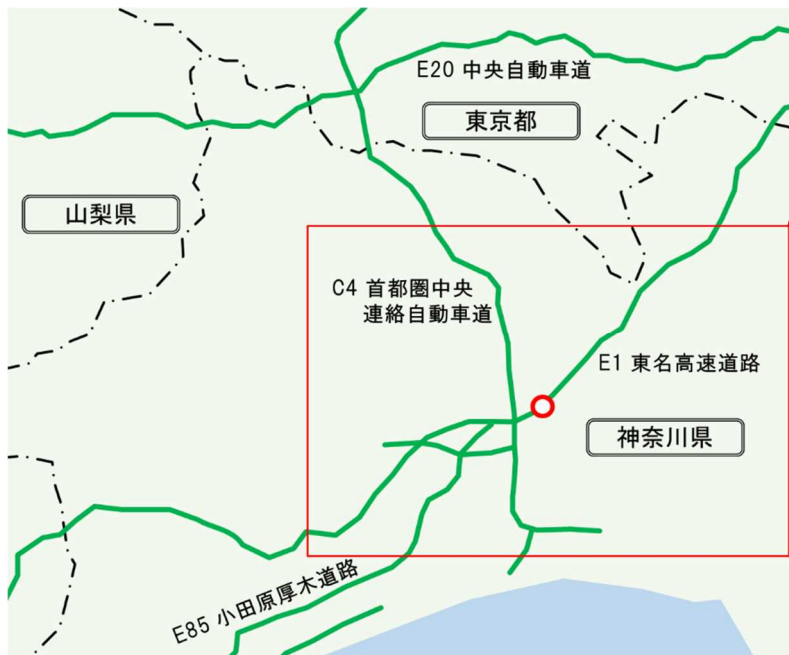 E20 中央自動車道
東京都
山梨県
C4 首都圏中央
連絡自動車道
E1 東名高速道路
神奈川県
E85 小田原厚木道路